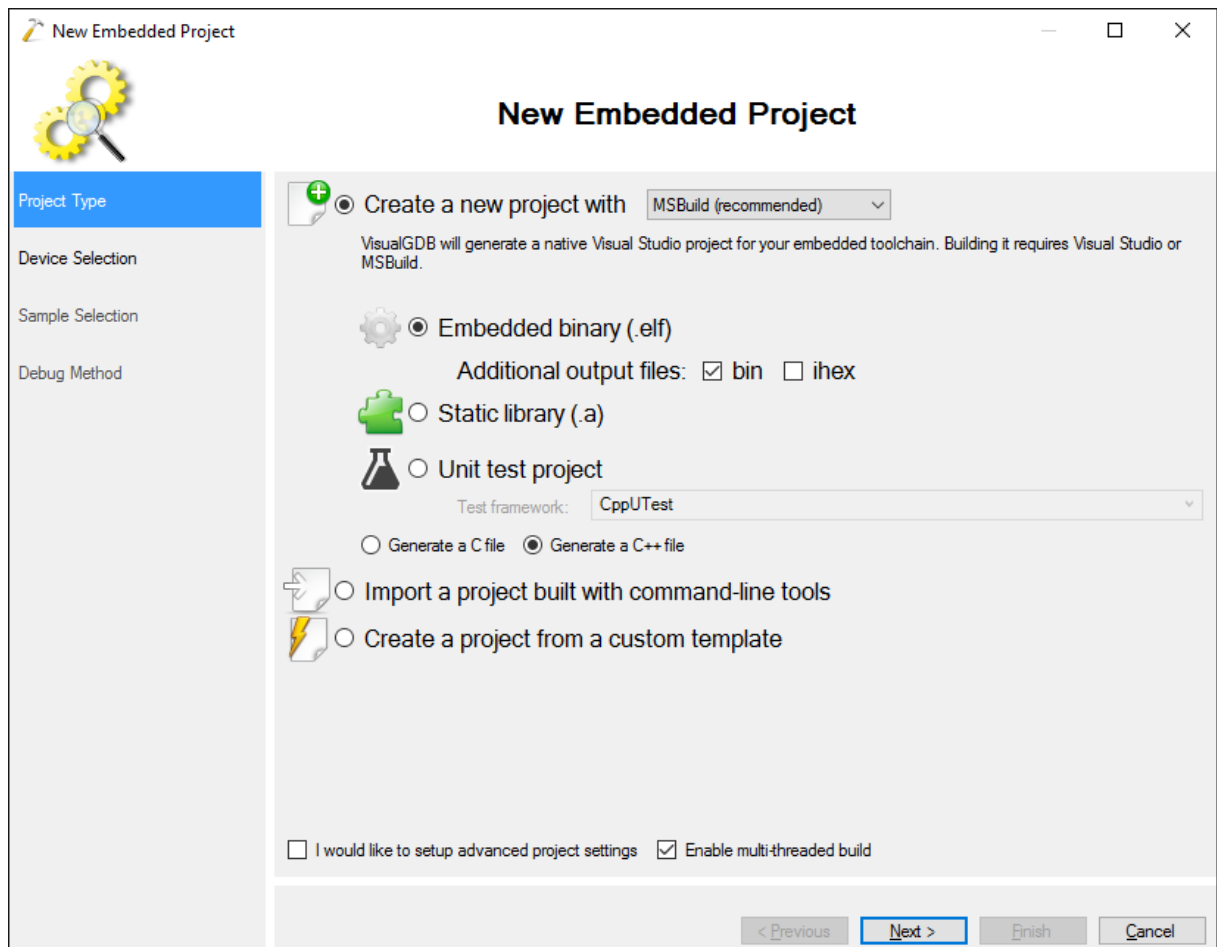 New Embedded Project
New Embedded Project
Project Type
Device Selection
Sample Selection
Debug Method
Create a new project with MSBuild (recommended)
VisualGDB will generate a native Visual Studio project for your embedded toolchain. Building it requires Visual Studio or
MSBuild.
Embedded binary (.elf)
Additional output files: bin ihex
Static library (.a)
Unit test project
Test framework: CppUTest
Generate a C file Generate a C++ file
Import a project built with command-line tools
Create a project from a custom template
I would like to setup advanced project settings Enable multi-threaded build
< Previous Next > Finish Cancel